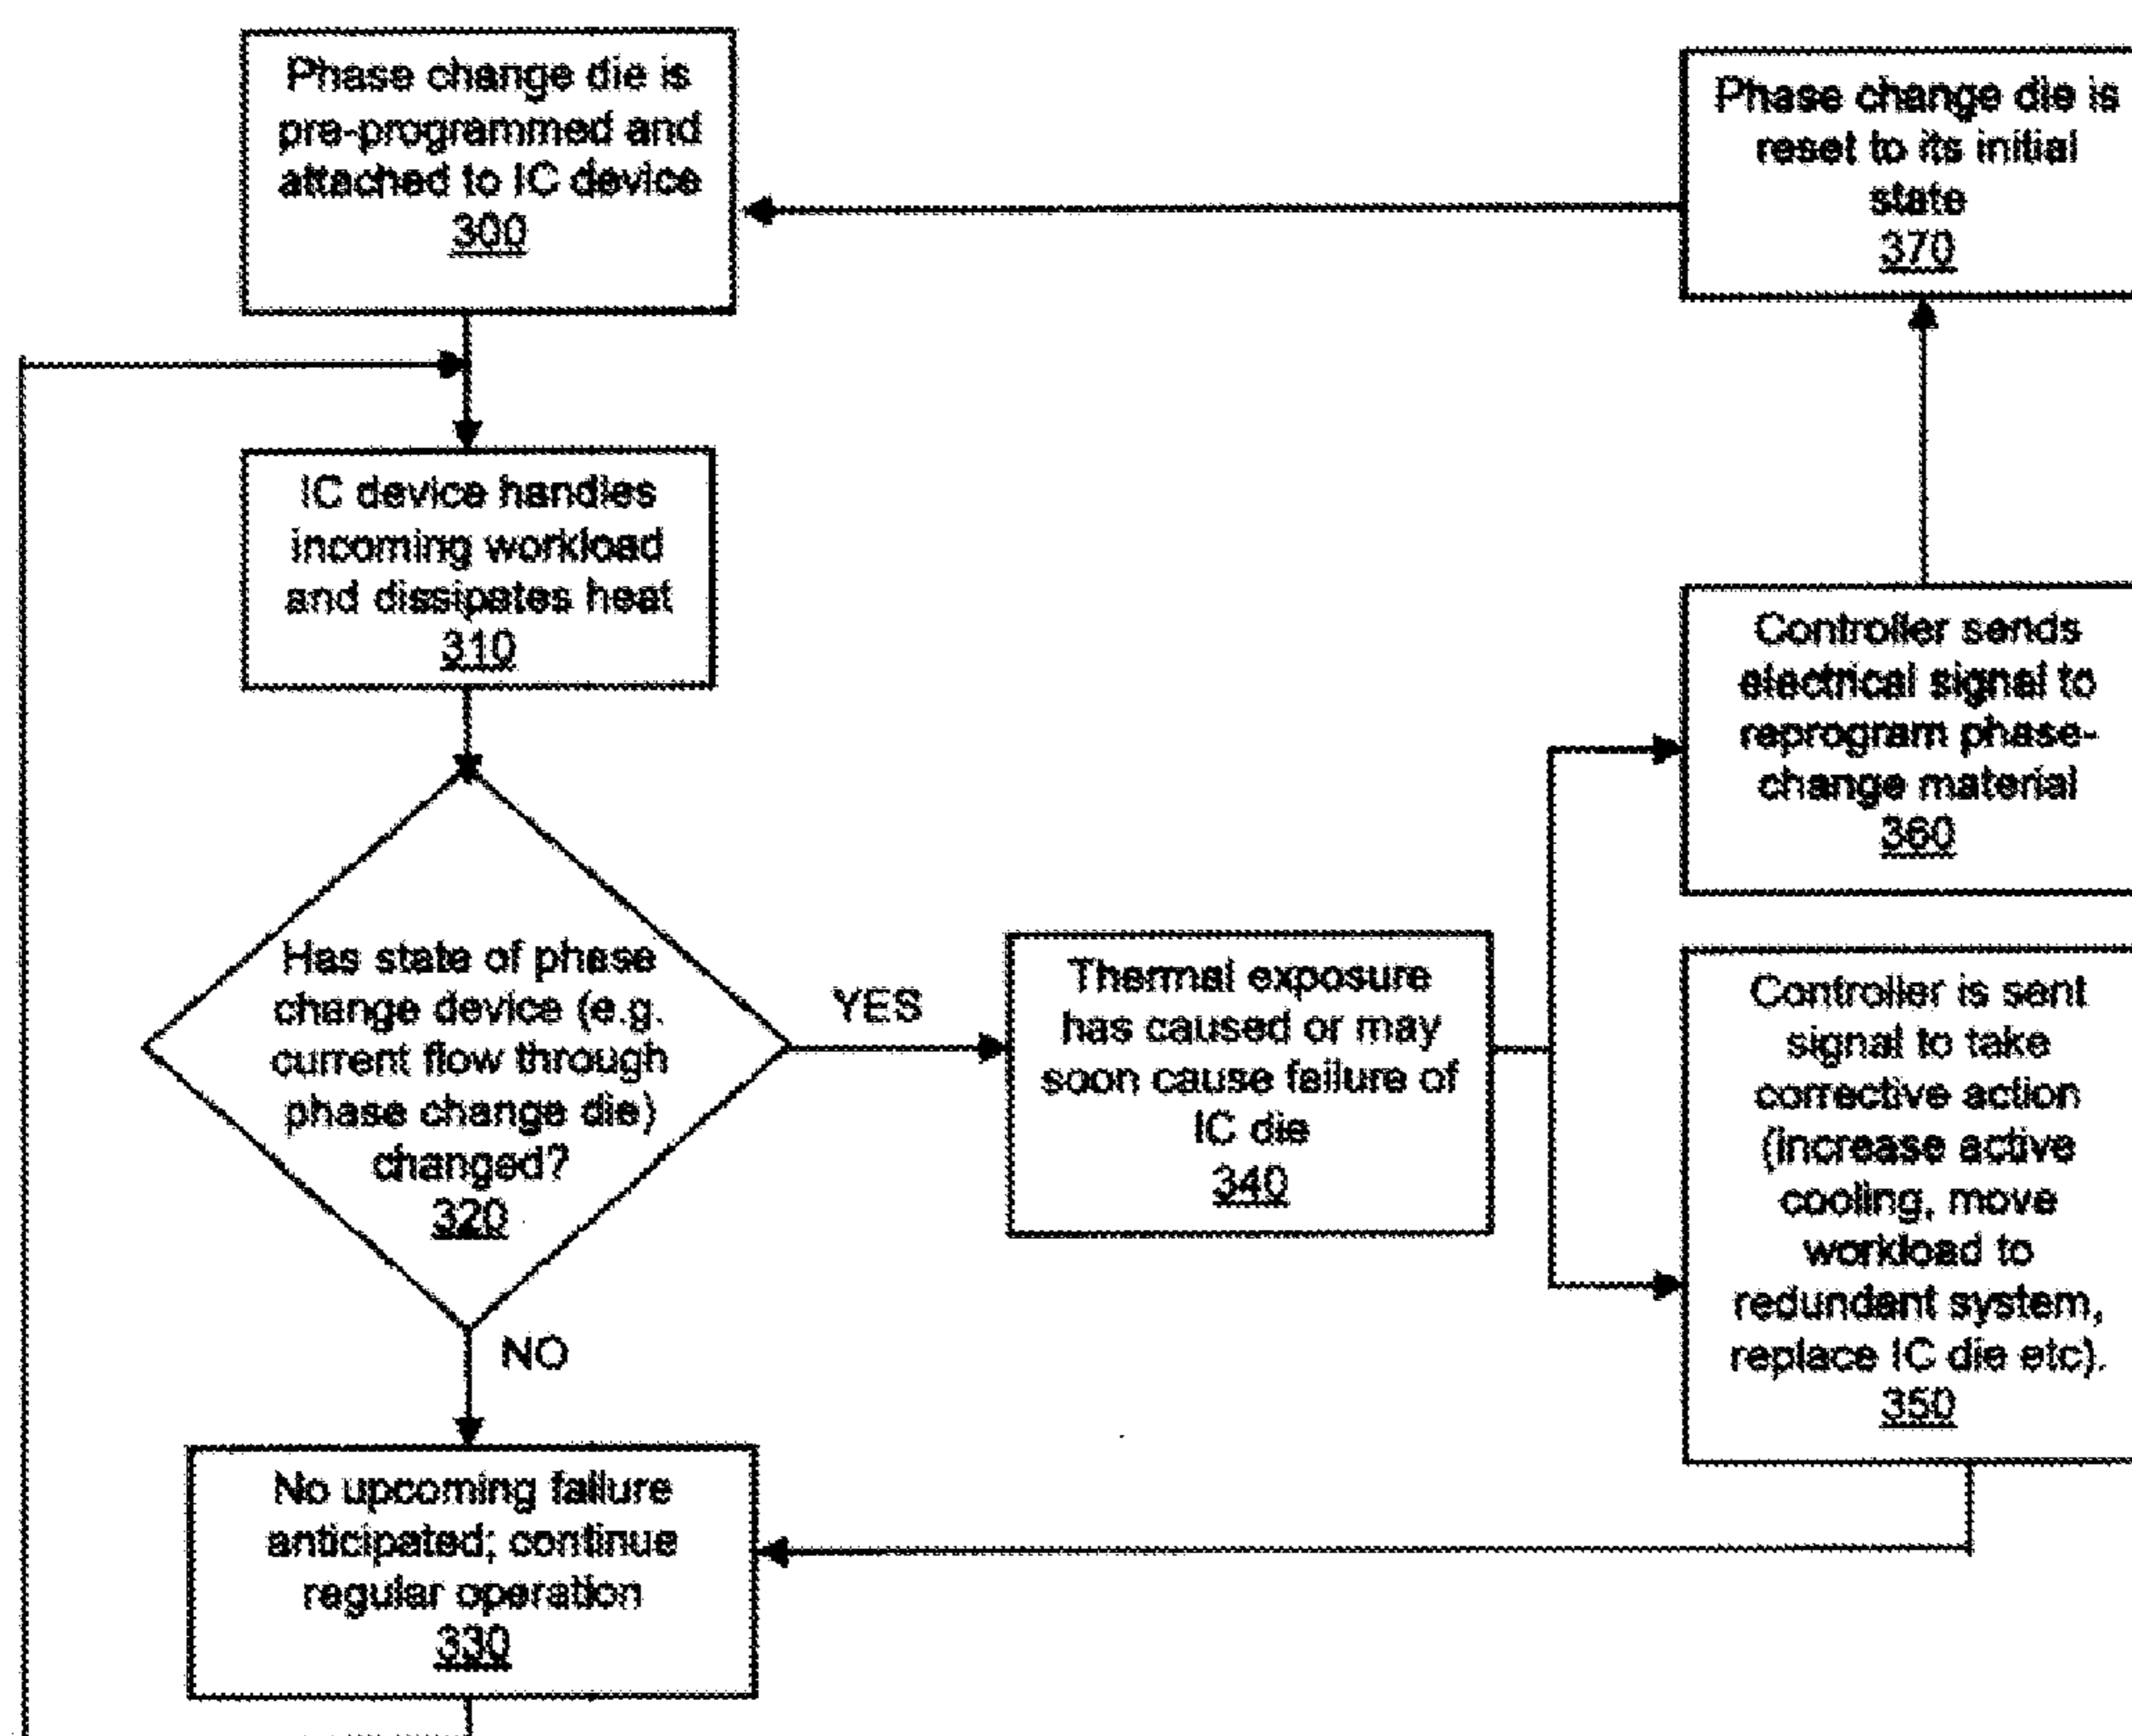 Phase change die is
pre-programmed and
attached to IC device
300
Phase change die is
reset to its initial
state
370
IC device handles
incoming workload
and dissipates heat
310
Controller sends
electrical signal to
reprogram phase-
change material
360
Has state of phase
change device (e.g.
current flow through
phase change die)
changed?
320
YES
Thermal exposure
has caused or may
soon cause failure of
IC die
340
Controller is sent
signal to take
corrective action
(increase active
cooling, move
workload to
redundant system,
replace IC die etc).
350
NO
No upcoming failure
anticipated; continue
regular operation
330